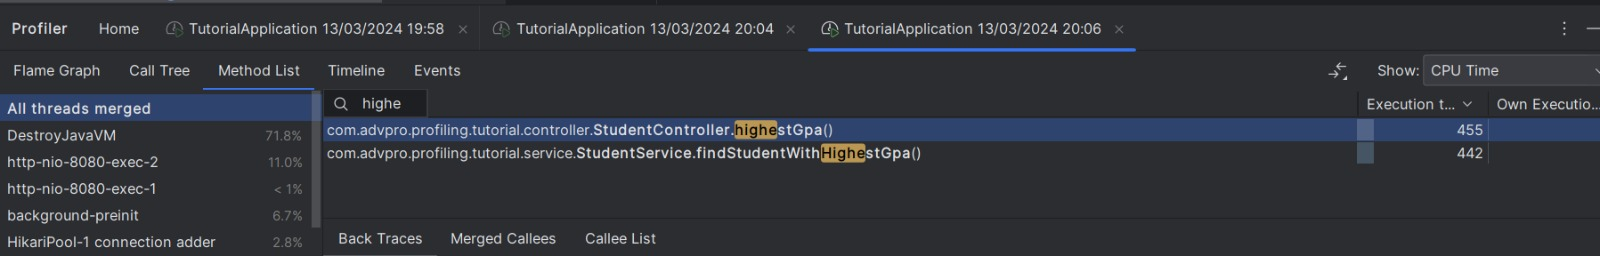 Profiler Home TutorialApplication 13/03/2024 19:58 × TutorialApplication 13/03/2024 20:04 × TutorialApplication 13/03/2024 20:06 ×
Flame Graph Call Tree Method List Timeline Events Show: CPU Time
All threads merged
DestroyJavaVM 71.8%
http-nio-8080-exec-2 11.0%
http-nio-8080-exec-1 < 1%
background-preinit 6.7%
HikariPool-1 connection adder 2.8%
highe Execution t... Own Executio...
com.advpro.profiling.tutorial.controller.StudentController.highestGpa() 455
com.advpro.profiling.tutorial.service.StudentService.findStudentWithHighestGpa() 442
Back Traces Merged Callees Callee List